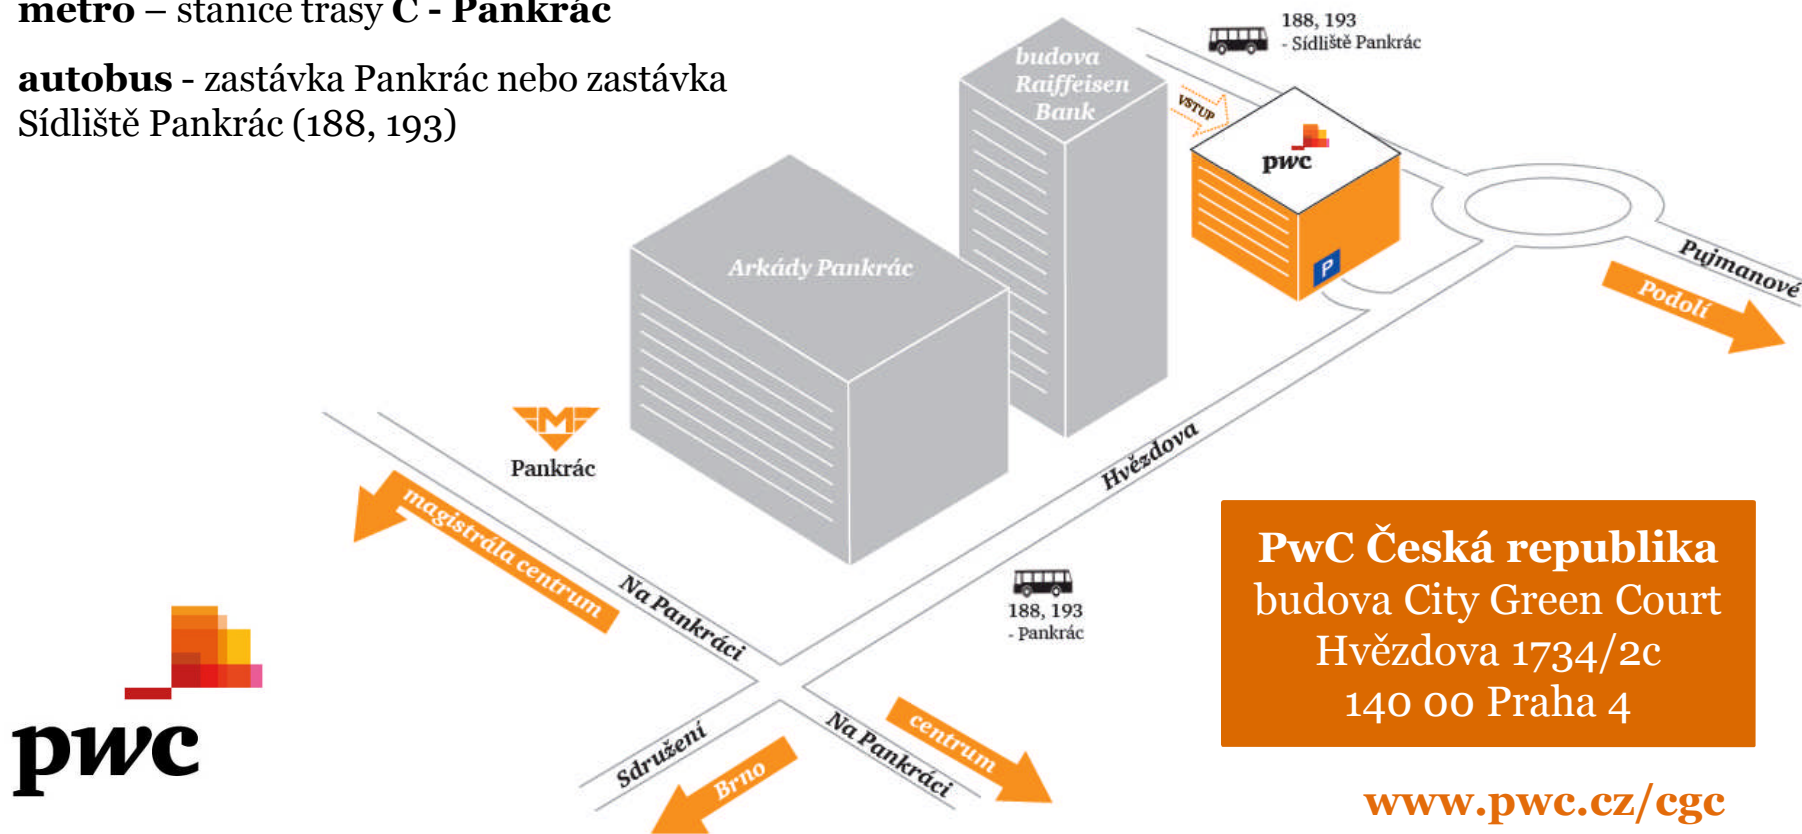 metro – stanice trasy C - Pankrác
autobus - zastávka Pankrác nebo zastávka
Sídliště Pankrác (188, 193)
188, 193
- Sídliště Pankrác
budova
Raiffeisen
Bank
VSTUP
pwc
Arkády Pankrác
P
Pujmanové
Podolí
M
Pankrác
Hvězdova
magistrála centrum
Na Pankráci
188, 193
- Pankrác
PwC Česká republika
budova City Green Court
Hvězdova 1734/2c
140 00 Praha 4
pwc
Sdružení
Brno
Na Pankráci
centrum
www.pwc.cz/cgc